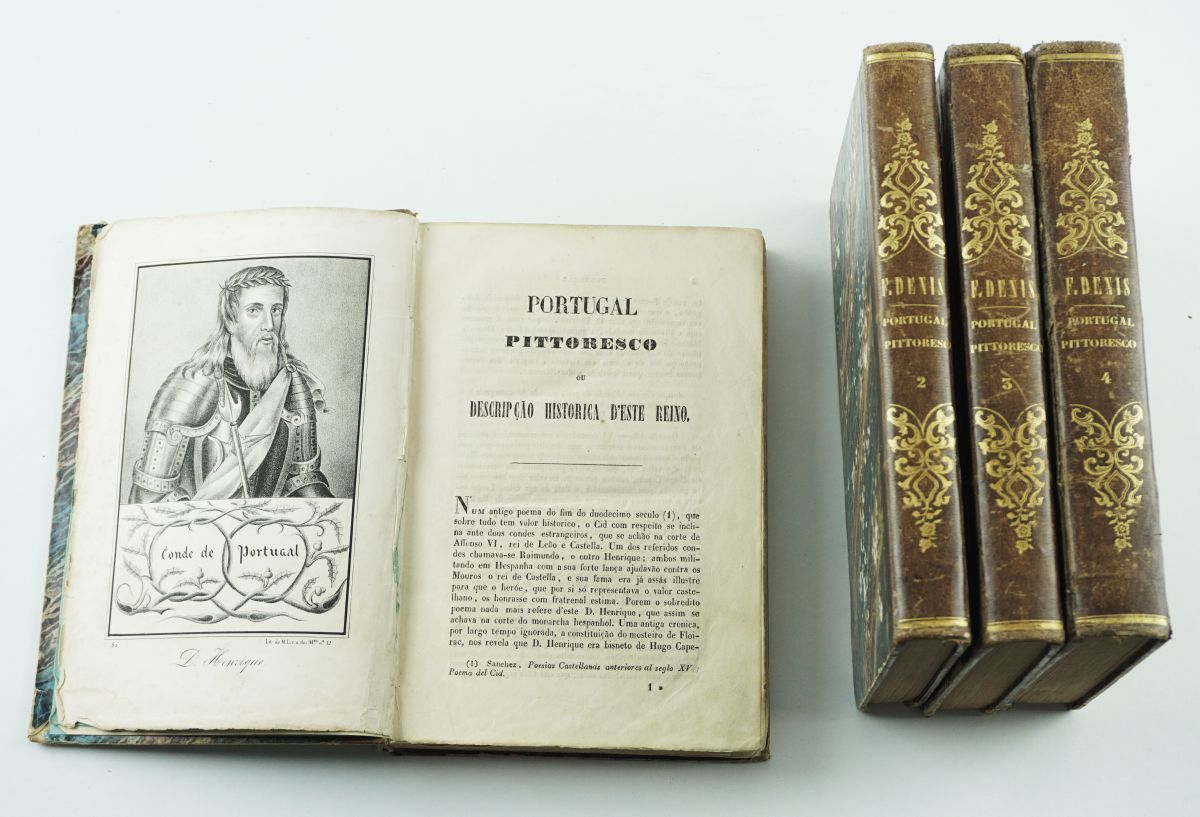 Conde de Portugal
D. Henrique
PORTUGAL
PITTORESCO
OU
DESCRIPÇÃO HISTORICA D'ESTE REINO.
NUM antigo poema do fim do duodecimo seculo (1), que
sobre tudo tem valor historico, o Cid com respeito se incli-
na ante dous condes estrangeiros, que se achão na corte de
Affonso VI, rei de Leão e Castella. Um dos referidos con-
des chamava-se Raimundo, o outro Henrique; ambos mili-
tando em Hespanha com a sua forte lança ajudavão contra os
Mouros o rei de Castella, e sua fama era já assás illustre
para que o heróe, que por si só representava o valor caste-
lhano, os honrasse com fratrenal estima. Porem o sobredito
poema nada mais refere d'este D. Henrique, que assim se
achava na corte do monarcha hespanhol. Uma antiga cronica,
por largo tempo ignorada, a constituição do mosteiro de Floi-
rac, nos revela que D. Henrique era bisneto de Hugo Cape-
(1) Sanchez, Poesias Castellanas anteriores al seglo XV:
Poema del Cid.
1 *
F. DENIS
PORTUGAL
PITTORESCO
2
F. DENIS
PORTUGAL
PITTORESCO
3
F. DENIS
PORTUGAL
PITTORESCO
4